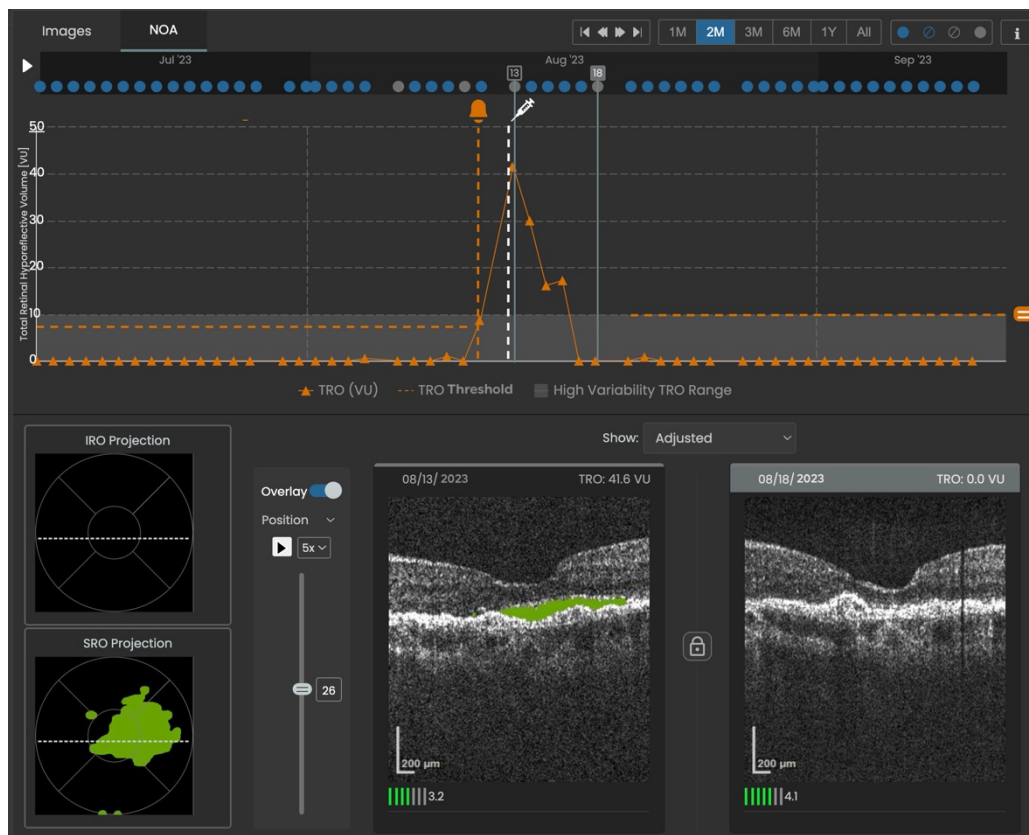 Images NOA 1M 2M 3M 6M 1Y All i
Jul '23 Aug '23 Sep '23
13 18
Total Retinal Hyporeflective Volume [VU]
50
40
30
20
10
0
TRO (VU) TRO Threshold High Variability TRO Range
Show: Adjusted
IRO Projection
SRO Projection
Overlay
Position
5x
26
08/13/ 2023 TRO: 41.6 VU
200 µm
3.2
08/18/ 2023 TRO: 0.0 VU
200 µm
4.1